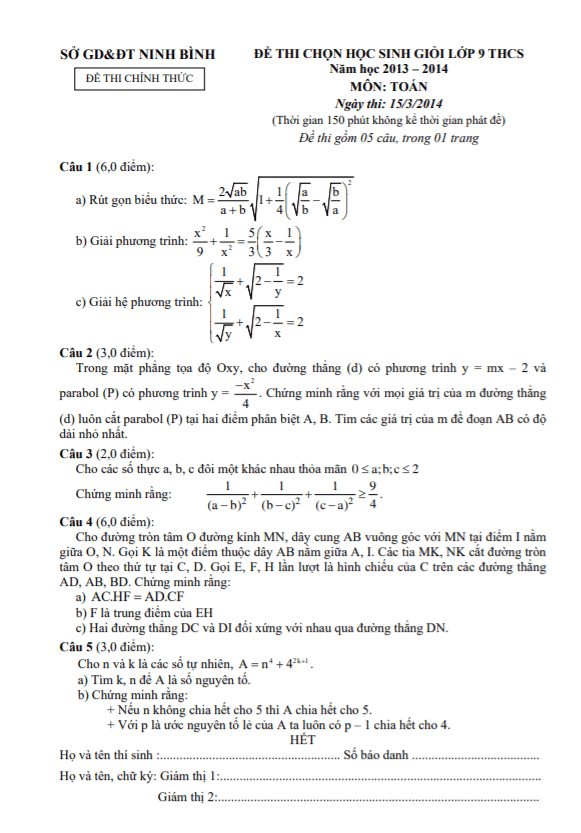 SỞ GD&ĐT NINH BÌNH
ĐỀ THI CHÍNH THỨC
ĐỀ THI CHỌN HỌC SINH GIỎI LỚP 9 THCS
Năm học 2013 – 2014
MÔN: TOÁN
Ngày thi: 15/3/2014
(Thời gian 150 phút không kể thời gian phát đề)
Đề thi gồm 05 câu, trong 01 trang
Câu 1 (6,0 điểm):
a) Rút gọn biểu thức: M = \frac{2\sqrt{ab}}{a+b}\sqrt{1+\frac{1}{4}\left(\sqrt{\frac{a}{b}}-\sqrt{\frac{b}{a}}\right)^2}
b) Giải phương trình: \frac{x^2}{9}+\frac{1}{x^2}=\frac{5}{3}\left(\frac{x}{3}-\frac{1}{x}\right)
c) Giải hệ phương trình: \begin{cases}\frac{1}{\sqrt{x}}+\sqrt{2-\frac{1}{y}}=2\\\frac{1}{\sqrt{y}}+\sqrt{2-\frac{1}{x}}=2\end{cases}
Câu 2 (3,0 điểm):
Trong mặt phẳng tọa độ Oxy, cho đường thẳng (d) có phương trình y = mx – 2 và
parabol (P) có phương trình y = \frac{-x^2}{4}. Chứng minh rằng với mọi giá trị của m đường thẳng
(d) luôn cắt parabol (P) tại hai điểm phân biệt A, B. Tìm các giá trị của m để đoạn AB có độ
dài nhỏ nhất.
Câu 3 (2,0 điểm):
Cho các số thực a, b, c đôi một khác nhau thỏa mãn 0 ≤ a;b;c ≤ 2
Chứng minh rằng: \frac{1}{(a-b)^2}+\frac{1}{(b-c)^2}+\frac{1}{(c-a)^2}≥\frac{9}{4}.
Câu 4 (6,0 điểm):
Cho đường tròn tâm O đường kính MN, dây cung AB vuông góc với MN tại điểm I nằm
giữa O, N. Gọi K là một điểm thuộc dây AB nằm giữa A, I. Các tia MK, NK cắt đường tròn
tâm O theo thứ tự tại C, D. Gọi E, F, H lần lượt là hình chiếu của C trên các đường thẳng
AD, AB, BD. Chứng minh rằng:
a) AC.HF = AD.CF
b) F là trung điểm của EH
c) Hai đường thẳng DC và DI đối xứng với nhau qua đường thẳng DN.
Câu 5 (3,0 điểm):
Cho n và k là các số tự nhiên, A = n^4 + 4^{2k+1}.
a) Tìm k, n để A là số nguyên tố.
b) Chứng minh rằng:
+ Nếu n không chia hết cho 5 thì A chia hết cho 5.
+ Với p là ước nguyên tố lẻ của A ta luôn có p – 1 chia hết cho 4.
HẾT
Họ và tên thí sinh :.................................................... Số báo danh ......................................
Họ và tên, chữ ký: Giám thị 1:...............................................................................................
Giám thị 2:...............................................................................................